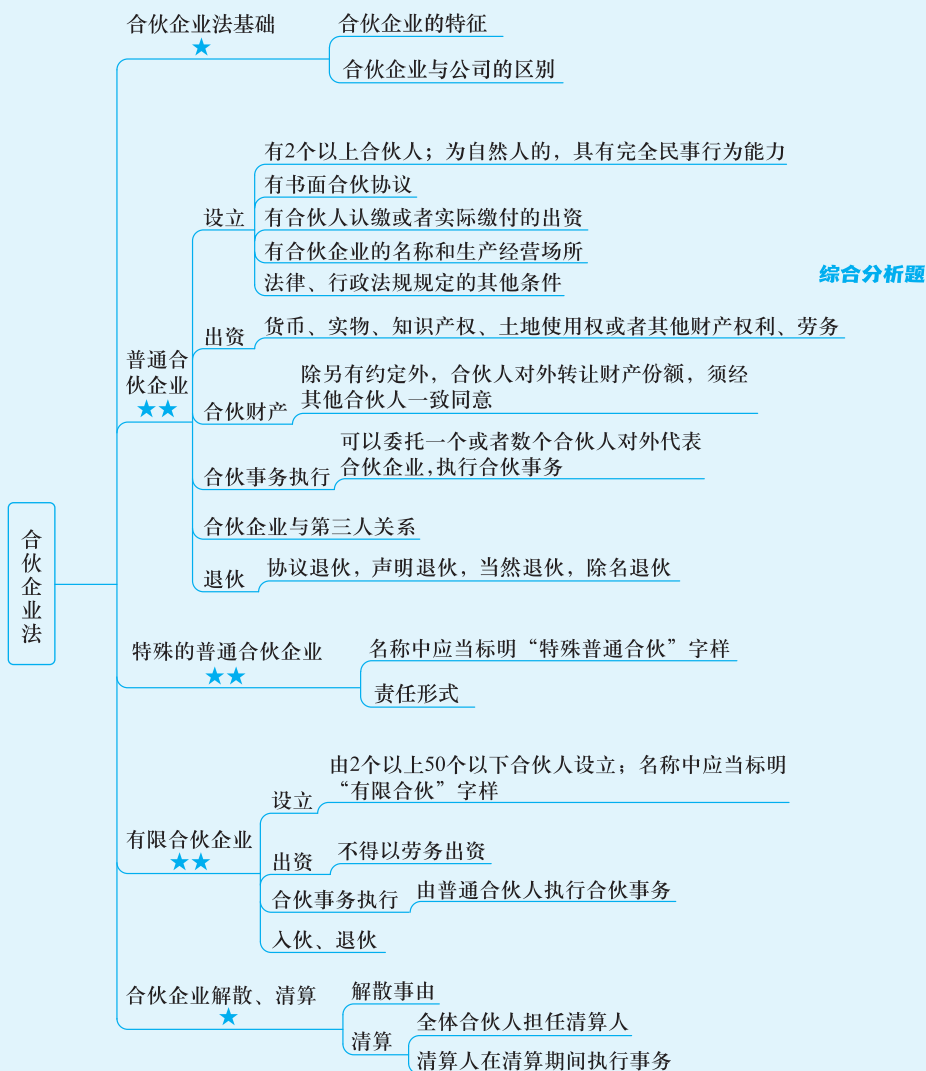 合伙企业法基础
★
合伙企业的特征
合伙企业与公司的区别
有2个以上合伙人；为自然人的，具有完全民事行为能力
有书面合伙协议
设立
有合伙人认缴或者实际缴付的出资
有合伙企业的名称和生产经营场所
法律、行政法规规定的其他条件
综合分析题
出资
货币、实物、知识产权、土地使用权或者其他财产权利、劳务
普通合
伙企业
★★
合伙财产
除另有约定外，合伙人对外转让财产份额，须经
其他合伙人一致同意
合伙事务执行
可以委托一个或者数个合伙人对外代表
合伙企业,执行合伙事务
合伙企业与第三人关系
退伙
协议退伙，声明退伙，当然退伙，除名退伙
合伙企业法
特殊的普通合伙企业
★★
名称中应当标明“特殊普通合伙”字样
责任形式
有限合伙企业
★★
设立
由2个以上50个以下合伙人设立；名称中应当标明
“有限合伙”字样
出资
不得以劳务出资
合伙事务执行
由普通合伙人执行合伙事务
入伙、退伙
合伙企业解散、清算
★
解散事由
清算
全体合伙人担任清算人
清算人在清算期间执行事务